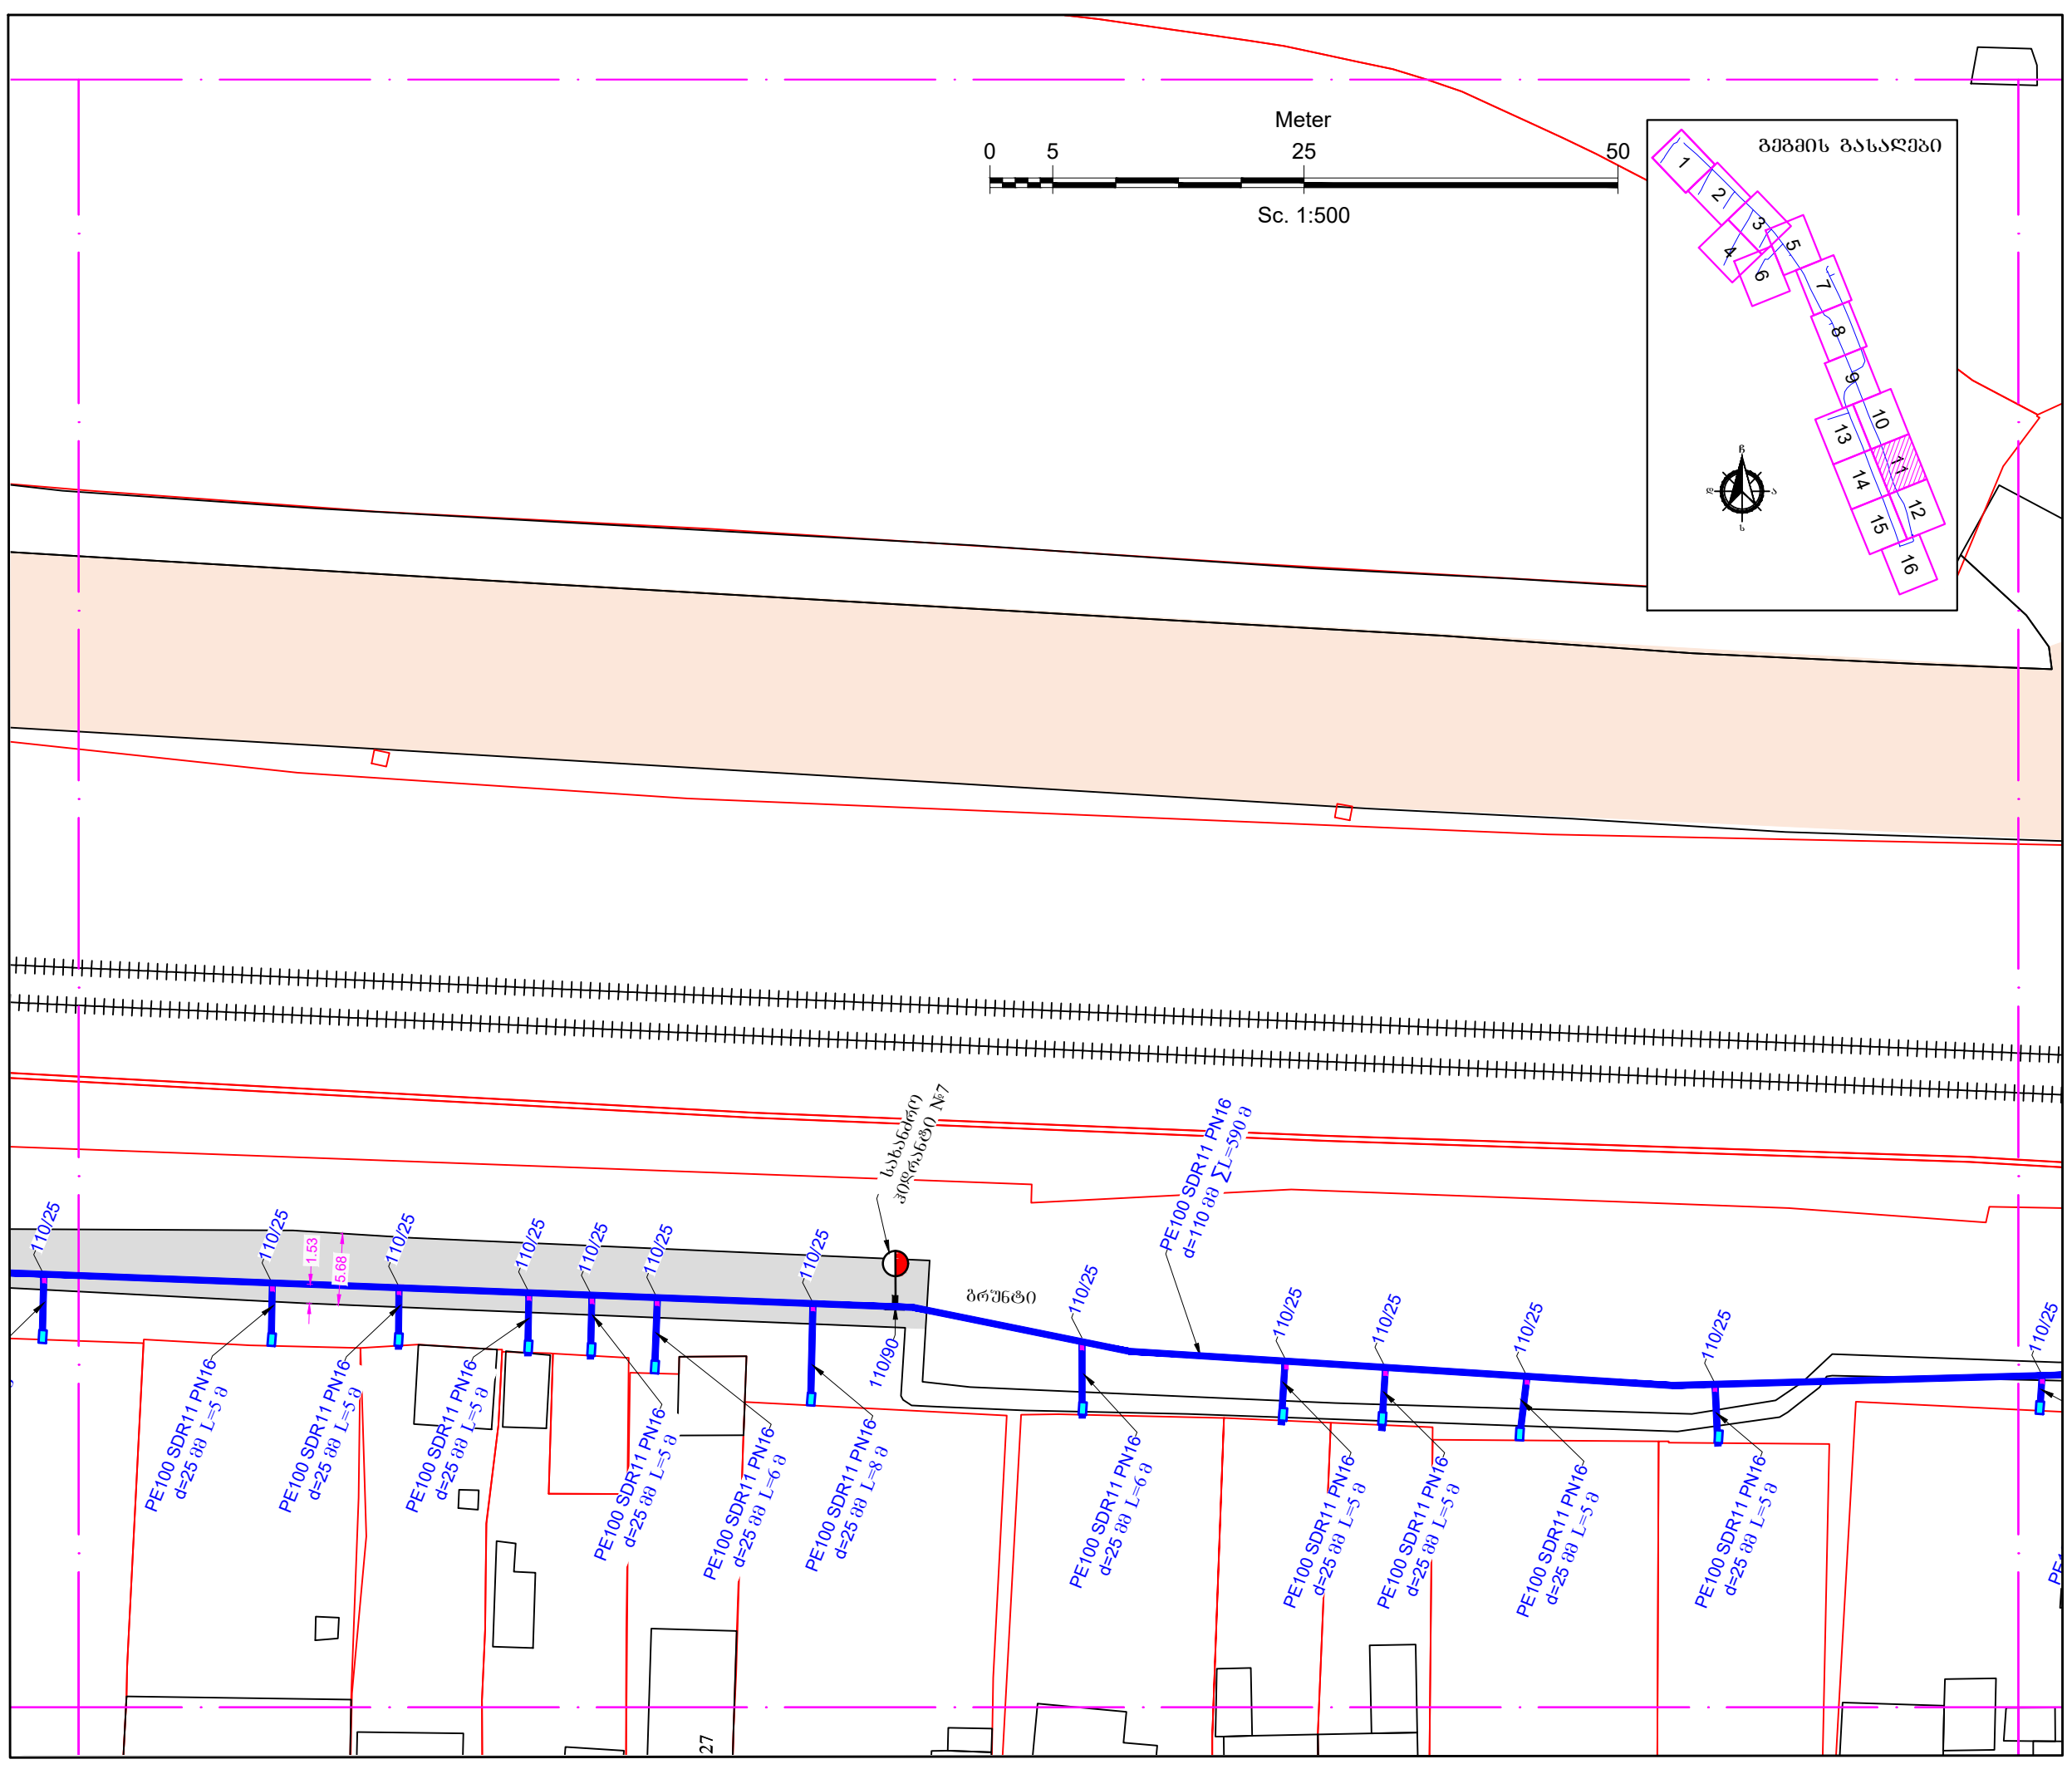 Meter
0 5 25 50
Sc. 1:500
გეგმის გასაღები
1
2
3
4
5
6
7
8
9
10
11
12
13
14
15
16
ჩ
დ
ა
ს
სახანძრო
ჰიდრანტი №7
PE100 SDR11 PN16
d=110 მმ ∑L=590 მ
110/25
110/25
1.53
5.68
110/25
110/25
110/25
110/25
110/25
110/90
გრუნტი
110/25
110/25
110/25
110/25
110/25
110/25
PE100 SDR11 PN16
d=25 მმ L=5 მ
PE100 SDR11 PN16
d=25 მმ L=5 მ
PE100 SDR11 PN16
d=25 მმ L=5 მ
PE100 SDR11 PN16
d=25 მმ L=5 მ
PE100 SDR11 PN16
d=25 მმ L=6 მ
PE100 SDR11 PN16
d=25 მმ L=8 მ
PE100 SDR11 PN16
d=25 მმ L=6 მ
PE100 SDR11 PN16
d=25 მმ L=5 მ
PE100 SDR11 PN16
d=25 მმ L=5 მ
PE100 SDR11 PN16
d=25 მმ L=5 მ
PE100 SDR11 PN16
d=25 მმ L=5 მ
27